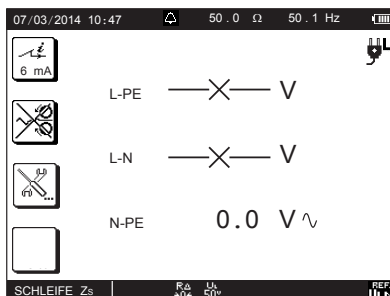 07/03/2014 10:47 50.0 Ω 50.1 Hz
i
6 mA
L-PE V
L-N V
N-PE 0.0 V
...
SCHLEIFE Zs